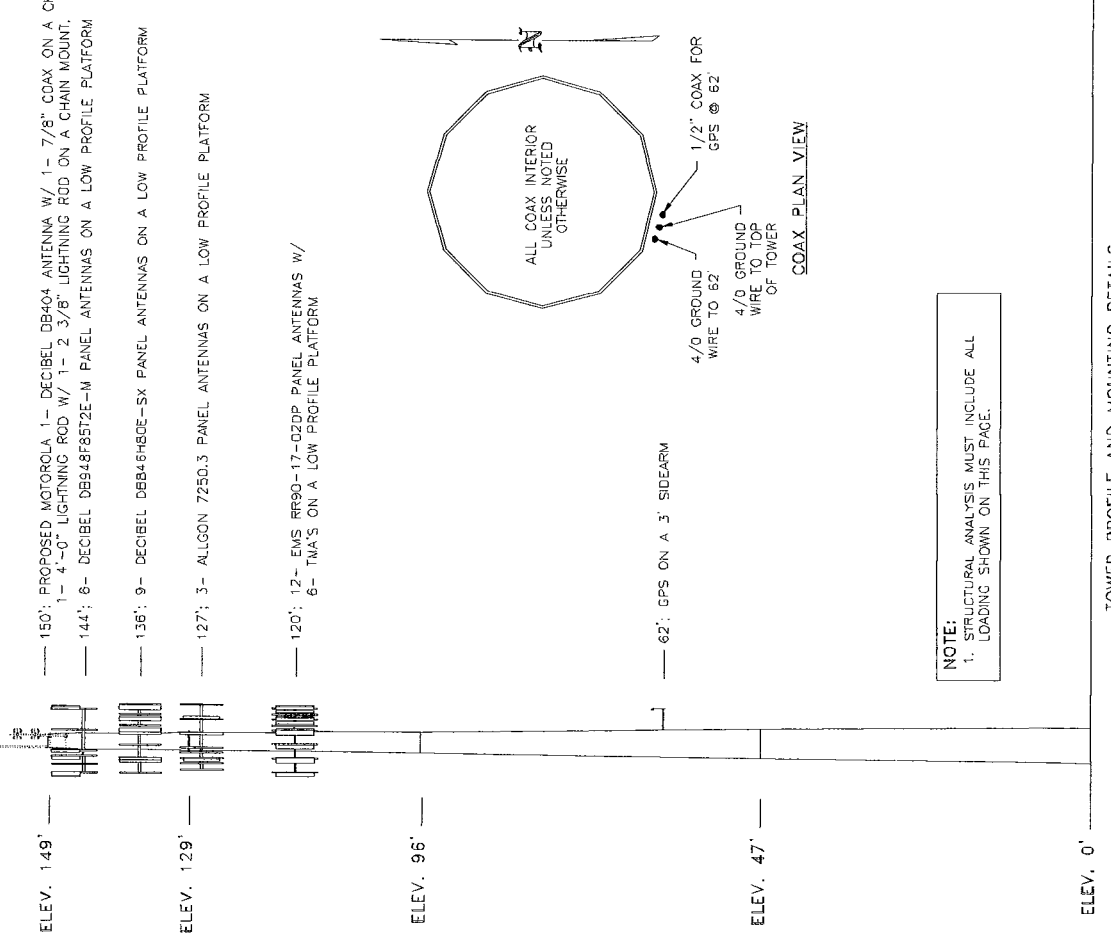 150': PROPOSED MOTOROLA 1- DECIBEL DB404 ANTENNA W/ 1- 7/8" COAX ON A
1- 4'-0" LIGHTNING ROD W/ 1- 2 3/8" LIGHTNING ROD ON A CHAIN MOUNT.
144'; 6- DECIBEL DB948F85T2E-M PANEL ANTENNAS ON A LOW PROFILE PLATFORM
136'; 9- DECIBEL DB846H80E-SX PANEL ANTENNAS ON A LOW PROFILE PLATFORM
127'; 3- ALLGON 7250.3 PANEL ANTENNAS ON A LOW PROFILE PLATFORM
120'; 12- EMS RR90-17-02DP PANEL ANTENNAS W/
6- TMA'S ON A LOW PROFILE PLATFORM
62'; GPS ON A 3' SIDEARM
ELEV. 149'
ELEV. 129'
ELEV. 96'
ELEV. 47'
ELEV. 0'
N
ALL COAX INTERIOR
UNLESS NOTED
OTHERWISE
1/2" COAX FOR
GPS @ 62'
4/0 GROUND
WIRE TO 62'
4/0 GROUND
WIRE TO TOP
OF TOWER
COAX PLAN VIEW
NOTE:
1. STRUCTURAL ANALYSIS MUST INCLUDE ALL
LOADING SHOWN ON THIS PAGE.
TOWER PROFILE AND MOUNTING DETAILS